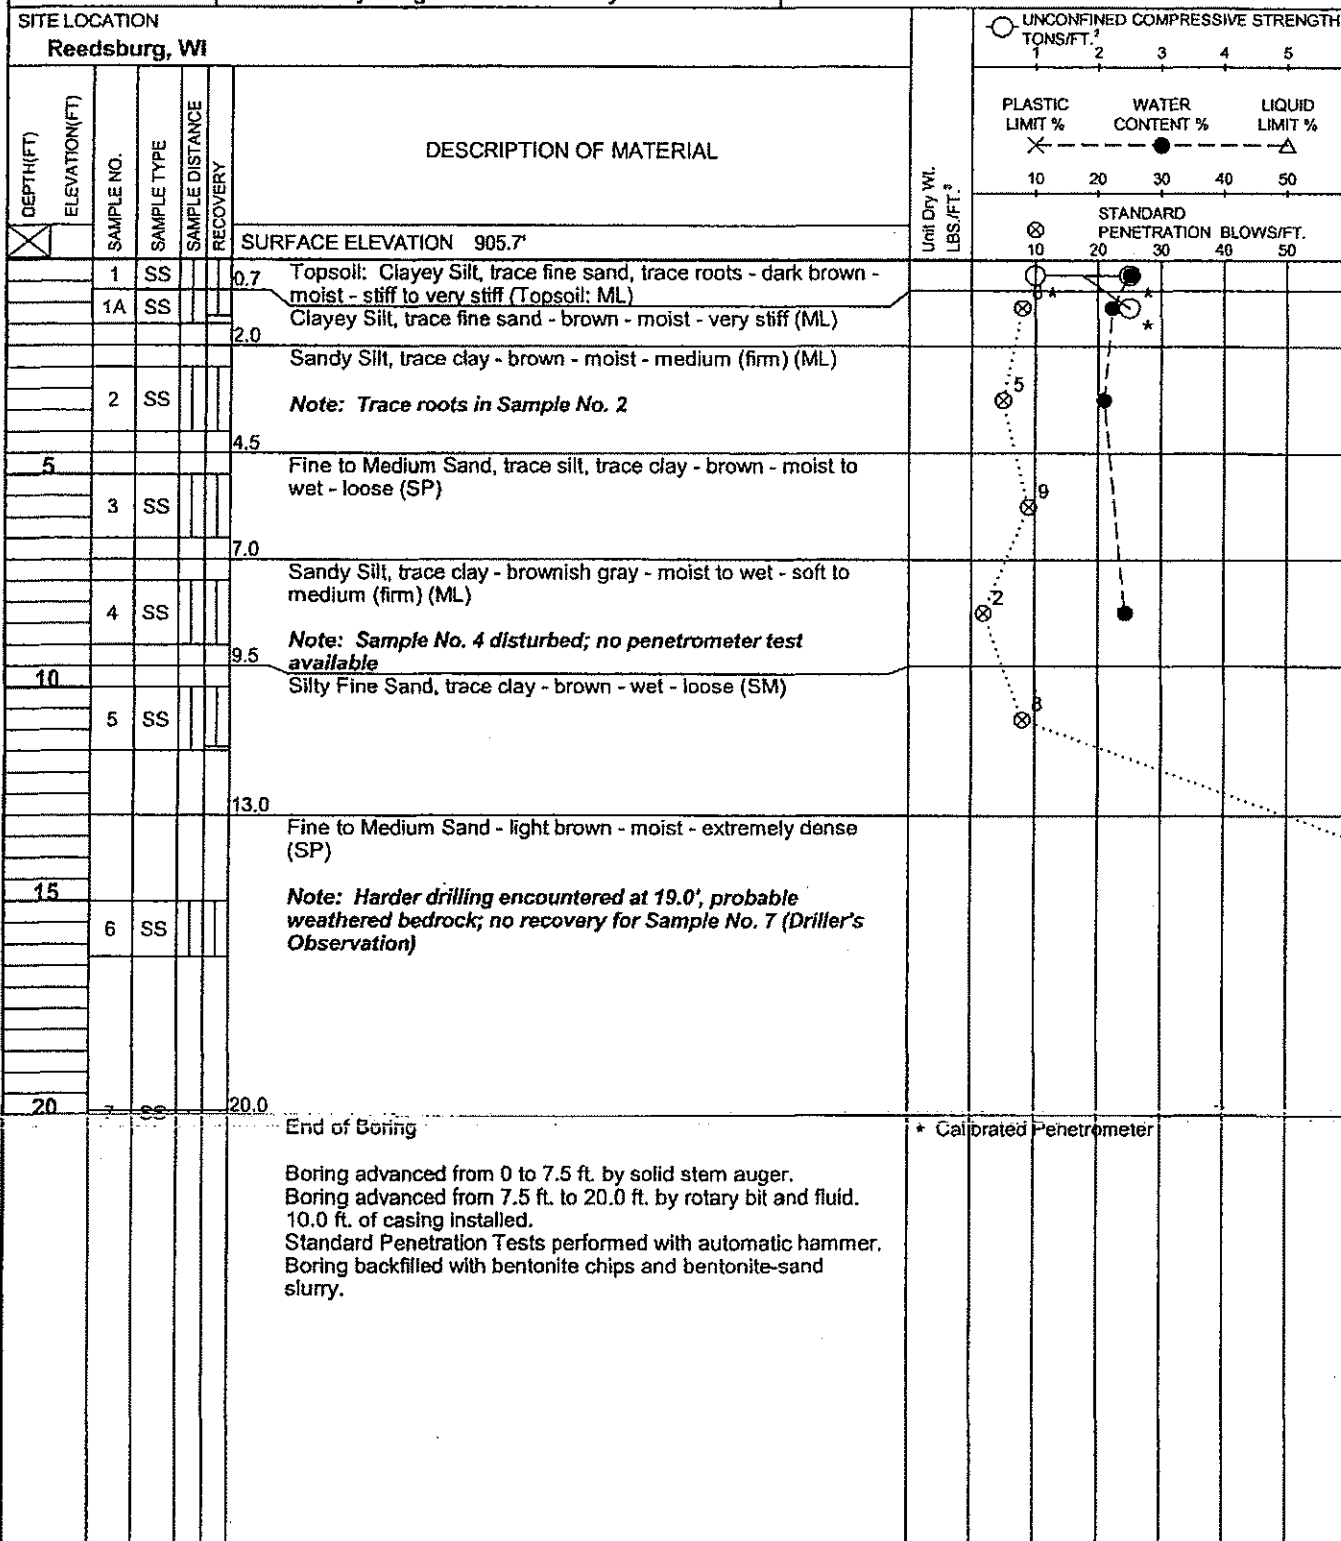 SITE LOCATION
Reedsburg, WI
UNCONFINED COMPRESSIVE STRENGTH
TONS/FT.²
1 2 3 4 5
PLASTIC LIMIT %
WATER CONTENT %
LIQUID LIMIT %
10 20 30 40 50
STANDARD
PENETRATION BLOWS/FT.
10 20 30 40 50
DEPTH(FT)
ELEVATION(FT)
SAMPLE NO.
SAMPLE TYPE
SAMPLE DISTANCE
RECOVERY
DESCRIPTION OF MATERIAL
Unit Dry Wt.
LBS./FT.³
SURFACE ELEVATION 905.7'
1 SS
0.7
Topsoil: Clayey Silt, trace fine sand, trace roots - dark brown -
moist - stiff to very stiff (Topsoil: ML)
1A SS
*
*
*
Clayey Silt, trace fine sand - brown - moist - very stiff (ML)
2.0
Sandy Silt, trace clay - brown - moist - medium (firm) (ML)
2 SS
Note: Trace roots in Sample No. 2
5
4.5
5
Fine to Medium Sand, trace silt, trace clay - brown - moist to
wet - loose (SP)
3 SS
9
7.0
Sandy Silt, trace clay - brownish gray - moist to wet - soft to
medium (firm) (ML)
4 SS
2
Note: Sample No. 4 disturbed; no penetrometer test
available
9.5
10
Silty Fine Sand, trace clay - brown - wet - loose (SM)
5 SS
8
13.0
Fine to Medium Sand - light brown - moist - extremely dense
(SP)
15
Note: Harder drilling encountered at 19.0', probable
weathered bedrock; no recovery for Sample No. 7 (Driller's
Observation)
6 SS
20
7 SS
20.0
End of Boring
* Calibrated Penetrometer
Boring advanced from 0 to 7.5 ft. by solid stem auger.
Boring advanced from 7.5 ft. to 20.0 ft. by rotary bit and fluid.
10.0 ft. of casing installed.
Standard Penetration Tests performed with automatic hammer.
Boring backfilled with bentonite chips and bentonite-sand
slurry.